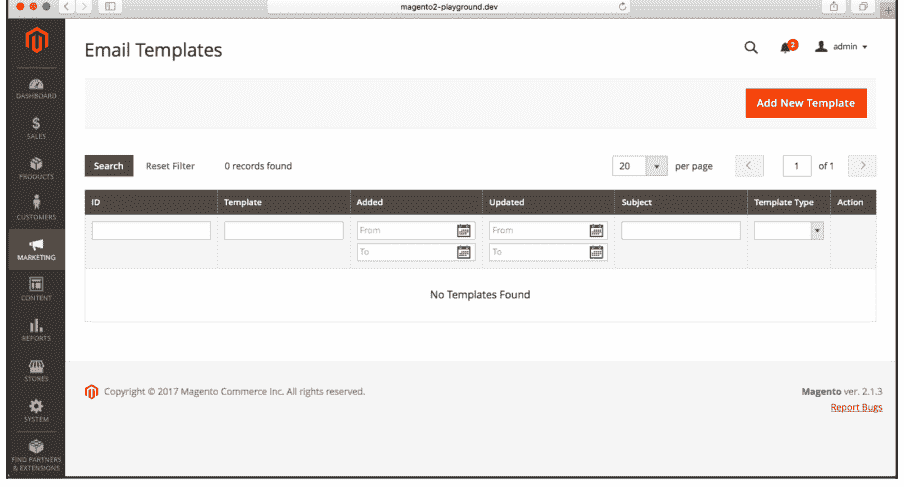 magento2-playground.dev
Email Templates
2
admin
Add New Template
Search Reset Filter 0 records found 20 per page 1 of 1
ID Template Added Updated Subject Template Type Action
From From
To To
No Templates Found
DASHBOARD
$
SALES
PRODUCTS
CUSTOMERS
MARKETING
CONTENT
REPORTS
STORES
SYSTEM
FIND PARTNERS
& EXTENSIONS
Copyright © 2017 Magento Commerce Inc. All rights reserved.
Magento ver. 2.1.3
Report Bugs